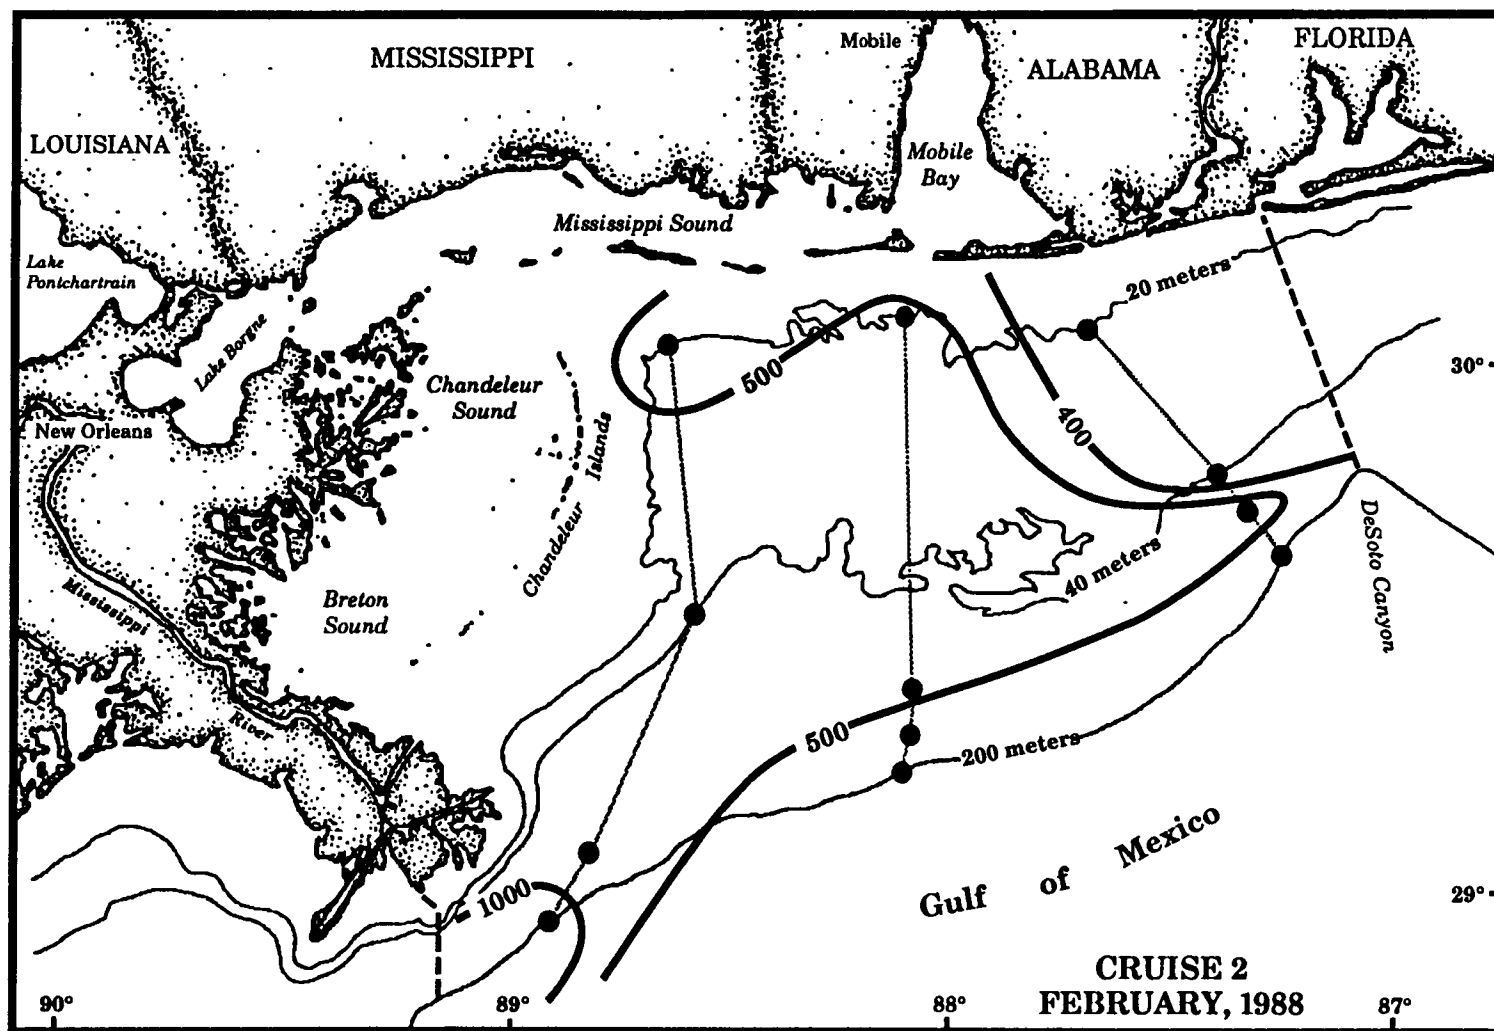 MISSISSIPPI
Mobile
FLORIDA
ALABAMA
LOUISIANA
Mobile
Bay
Mississippi Sound
Lake
Pontchartrain
20 meters
Lake Borgne
30°
Chandeleur
Sound
500
400
New Orleans
Chandeleur Islands
DeSoto Canyon
40 meters
Mississippi
River
Breton
Sound
500
200 meters
Gulf of Mexico
1000
29°
CRUISE 2
FEBRUARY, 1988
90°
89°
88°
87°